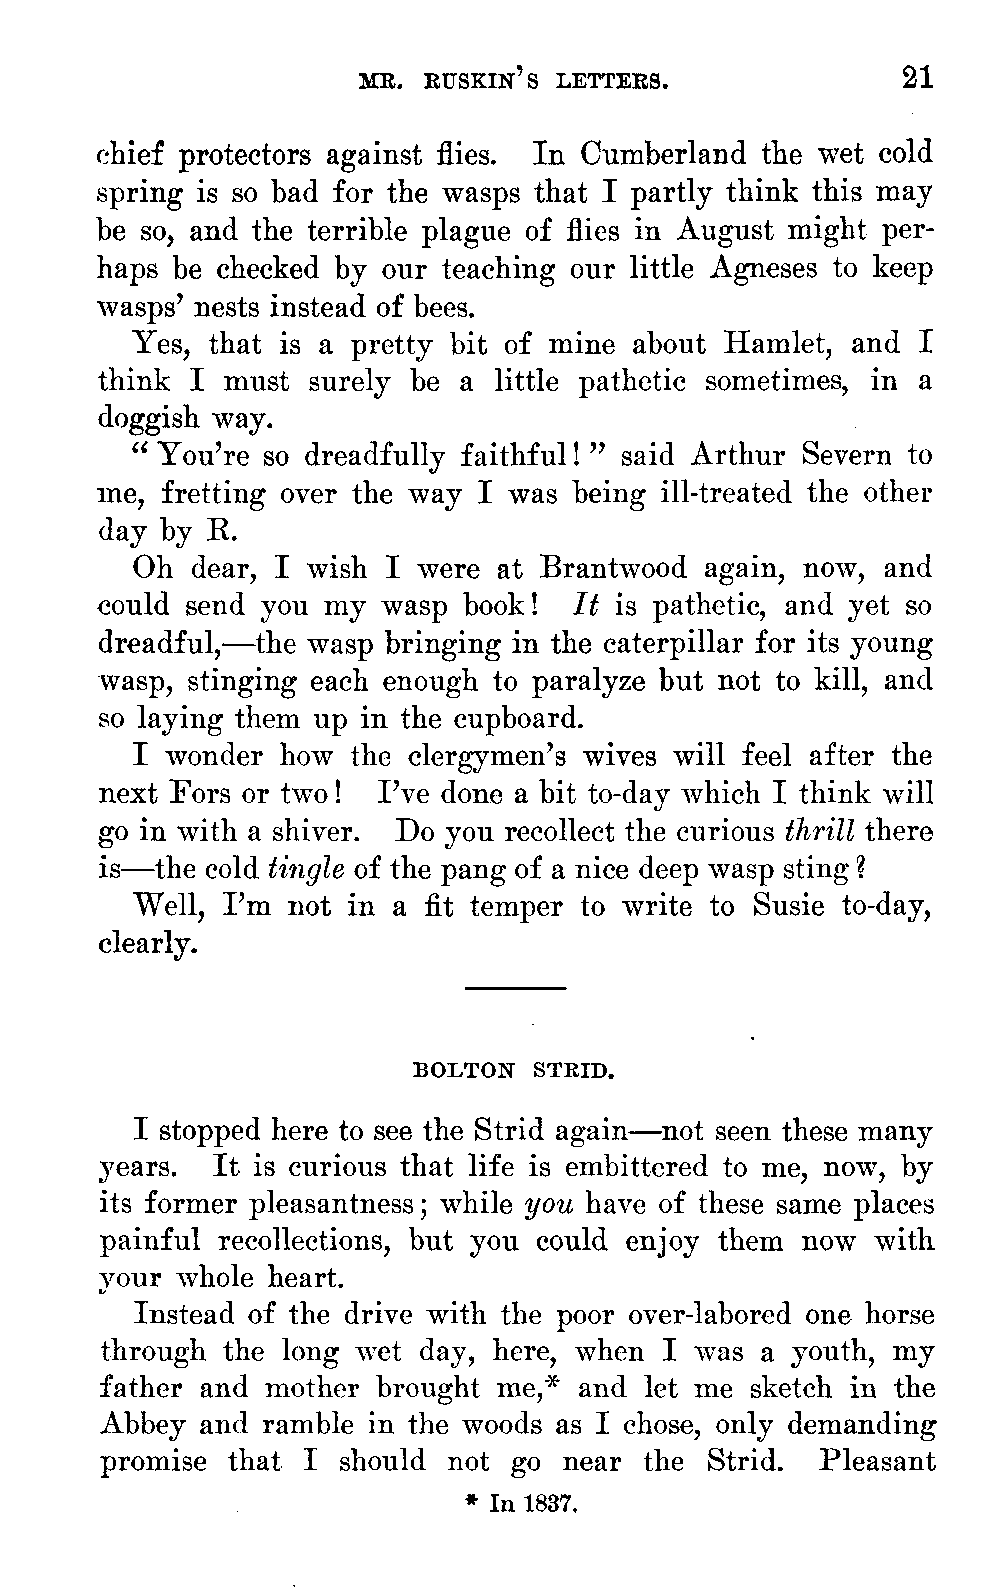 MR. RUSKIN'S LETTERS. 21
chief protectors against flies. In Cumberland the wet cold
spring is so bad for the wasps that I partly think this may
be so, and the terrible plague of flies in August might per-
haps be checked by our teaching our little Agneses to keep
wasps' nests instead of bees.
Yes, that is a pretty bit of mine about Hamlet, and I
think I must surely be a little pathetic sometimes, in a
doggish way.
"You're so dreadfully faithful!" said Arthur Severn to
me, fretting over the way I was being ill-treated the other
day by R.
Oh dear, I wish I were at Brantwood again, now, and
could send you my wasp book! It is pathetic, and yet so
dreadful,—the wasp bringing in the caterpillar for its young
wasp, stinging each enough to paralyze but not to kill, and
so laying them up in the cupboard.
I wonder how the clergymen's wives will feel after the
next Fors or two! I've done a bit to-day which I think will
go in with a shiver. Do you recollect the curious thrill there
is—the cold tingle of the pang of a nice deep wasp sting?
Well, I'm not in a fit temper to write to Susie to-day,
clearly.
BOLTON STRID.
I stopped here to see the Strid again—not seen these many
years. It is curious that life is embittered to me, now, by
its former pleasantness; while you have of these same places
painful recollections, but you could enjoy them now with
your whole heart.
Instead of the drive with the poor over-labored one horse
through the long wet day, here, when I was a youth, my
father and mother brought me,* and let me sketch in the
Abbey and ramble in the woods as I chose, only demanding
promise that I should not go near the Strid. Pleasant
* In 1837.